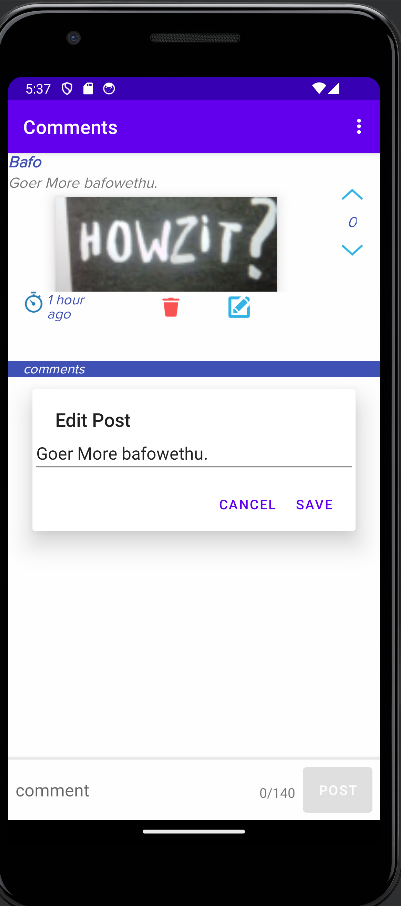 5:37
Comments
Bafo
Goer More bafowethu.
HOWZIT?
0
1 hour
ago
comments
Edit Post
Goer More bafowethu.
CANCEL SAVE
comment 0/140 POST